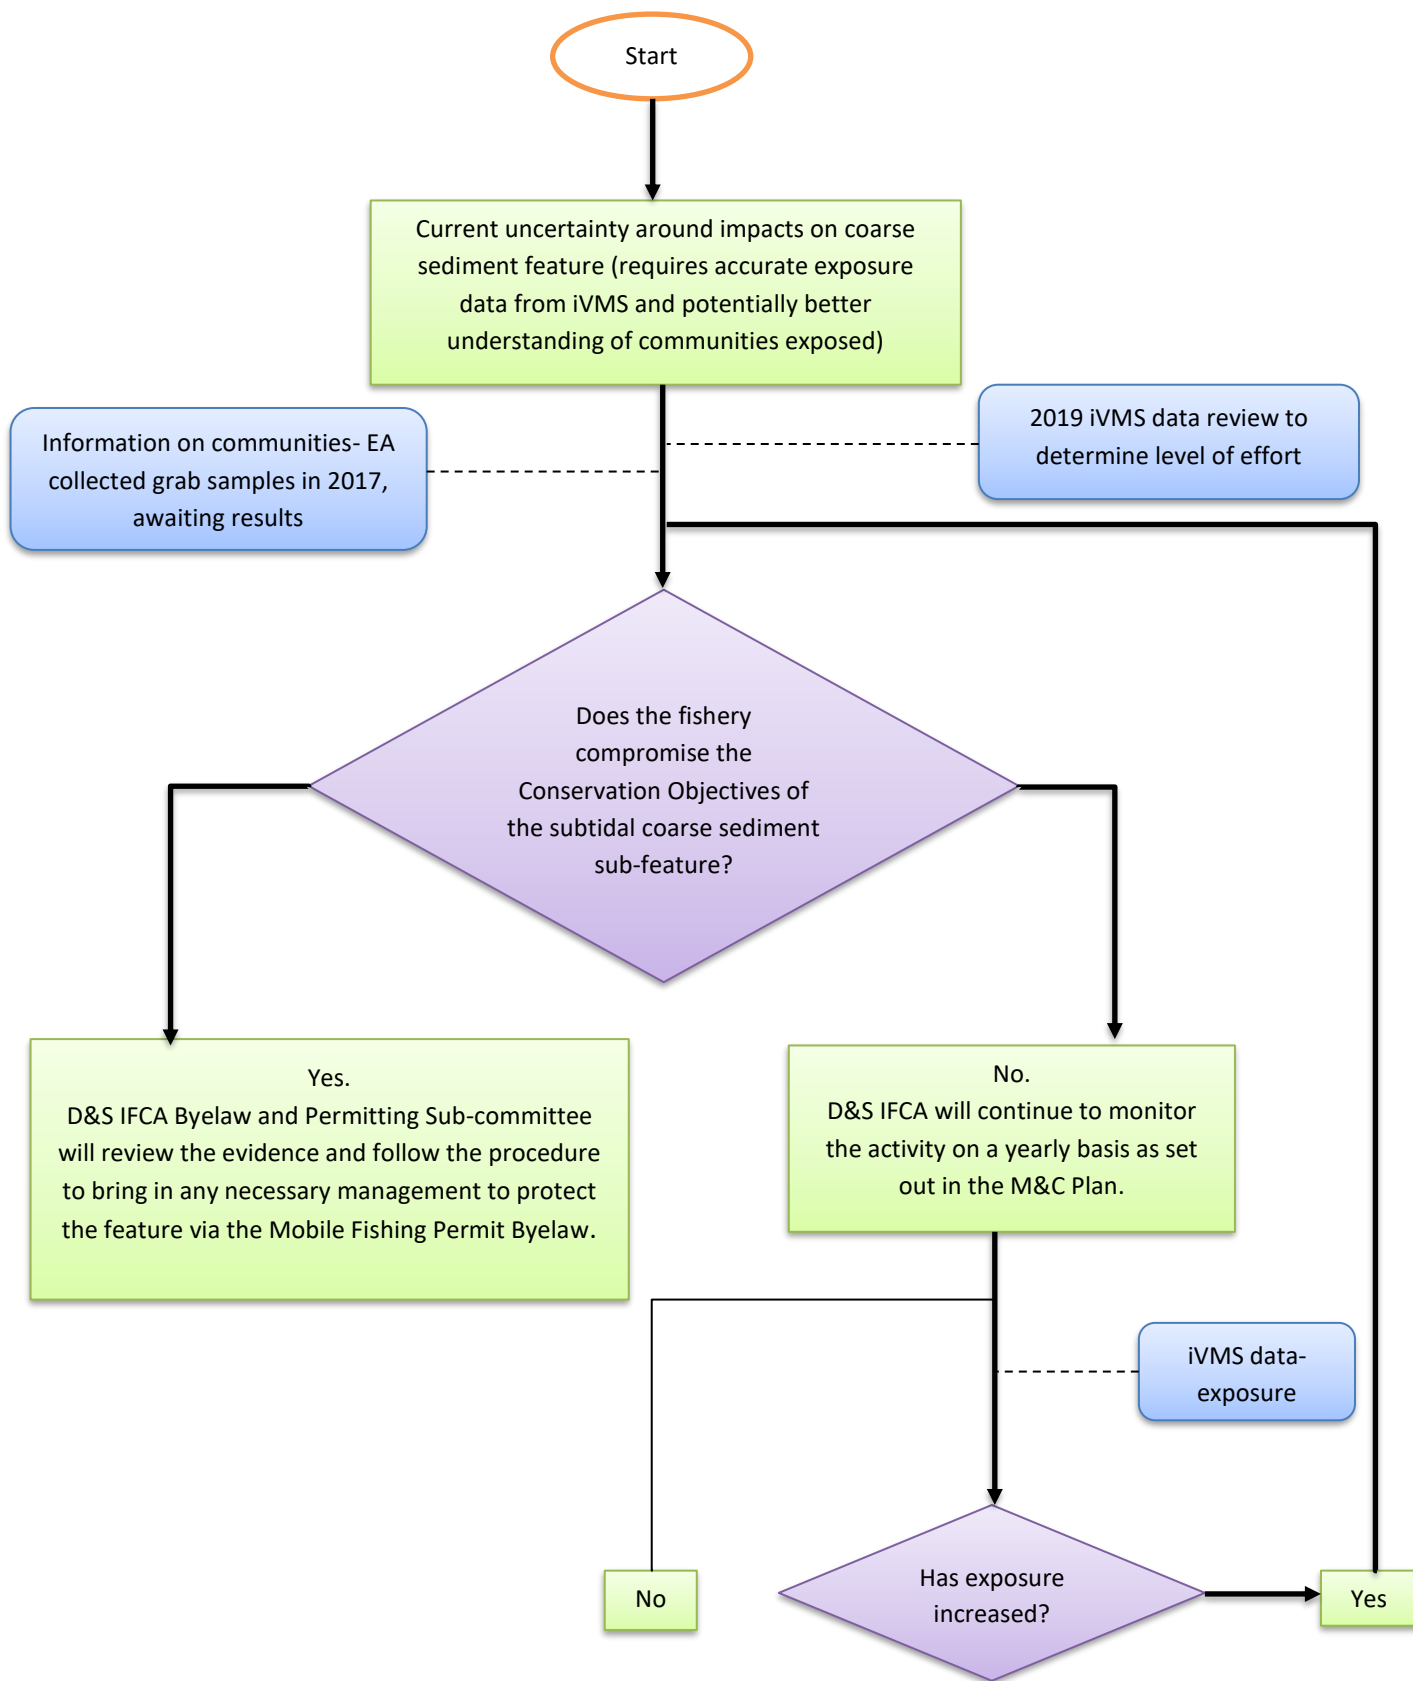 Start
Current uncertainty around impacts on coarse
sediment feature (requires accurate exposure
data from iVMS and potentially better
understanding of communities exposed)
Information on communities- EA
collected grab samples in 2017,
awaiting results
2019 iVMS data review to
determine level of effort
Does the fishery
compromise the
Conservation Objectives of
the subtidal coarse sediment
sub-feature?
Yes.
D&S IFCA Byelaw and Permitting Sub-committee
will review the evidence and follow the procedure
to bring in any necessary management to protect
the feature via the Mobile Fishing Permit Byelaw.
No.
D&S IFCA will continue to monitor
the activity on a yearly basis as set
out in the M&C Plan.
iVMS data-
exposure
No
Has exposure
increased?
Yes